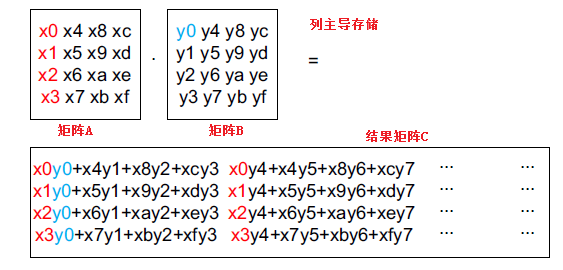 x0 x4 x8 xc
x1 x5 x9 xd
x2 x6 xa xe
x3 x7 xb xf
·
y0 y4 y8 yc
y1 y5 y9 yd
y2 y6 ya ye
y3 y7 yb yf
列主导存储
=
矩阵A
矩阵B
结果矩阵C
x0y0+x4y1+x8y2+xcy3 x0y4+x4y5+x8y6+xcy7 ... ...
x1y0+x5y1+x9y2+xdy3 x1y4+x5y5+x9y6+xdy7 ... ...
x2y0+x6y1+xay2+xey3 x2y4+x6y5+xay6+xey7 ... ...
x3y0+x7y1+xby2+xfy3 x3y4+x7y5+xby6+xfy7 ... ...